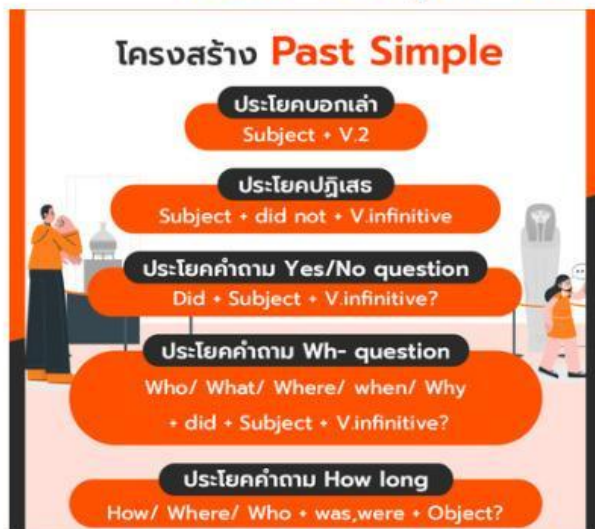 โครงสร้าง Past Simple
ประโยคบอกเล่า
Subject + V.2
ประโยคปฏิเสธ
Subject + did not + V.infinitive
ประโยคคำถาม Yes/No question
Did + Subject + V.infinitive?
ประโยคคำถาม Wh- question
Who/ What/ Where/ when/ Why
+ did + Subject + V.infinitive?
ประโยคคำถาม How long
How/ Where/ Who + was,were + Object?